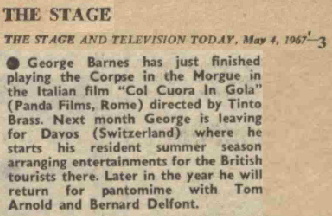 THE STAGE
THE STAGE AND TELEVISION TODAY, May 4, 1967—3
● George Barnes has just finished
playing the Corpse in the Morgue in
the Italian film “Col Cuora In Gola”
(Panda Films, Rome) directed by Tinto
Brass. Next month George is leaving
for Davos (Switzerland) where he
starts his resident summer season
arranging entertainments for the British
tourists there. Later in the year he will
return for pantomime with Tom
Arnold and Bernard Delfont.